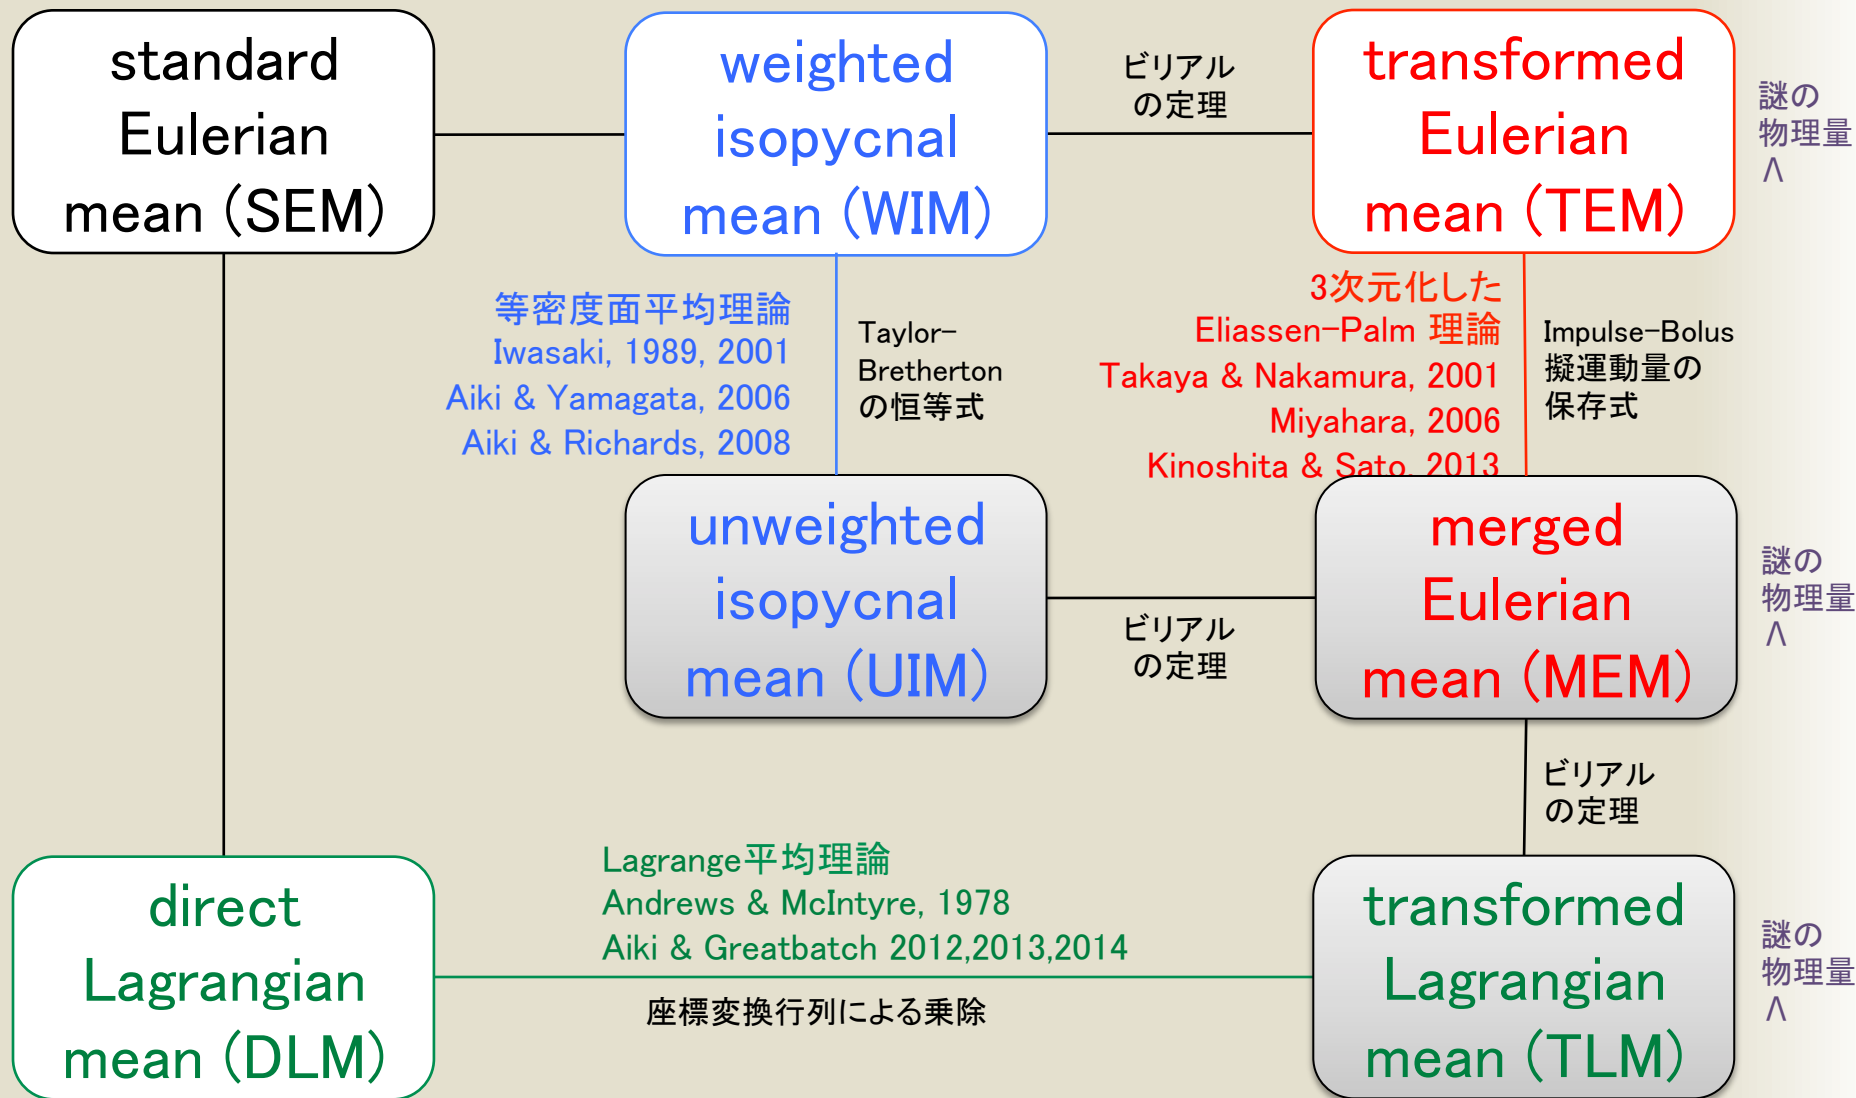 standard
Eulerian
mean (SEM)
weighted
isopycnal
mean (WIM)
ビリアル
の定理
transformed
Eulerian
mean (TEM)
謎の
物理量
Λ
等密度面平均理論
Iwasaki, 1989, 2001
Aiki & Yamagata, 2006
Aiki & Richards, 2008
Taylor-
Bretherton
の恒等式
3次元化した
Eliassen-Palm 理論
Takaya & Nakamura, 2001
Miyahara, 2006
Kinoshita & Sato, 2013
Impulse-Bolus
擬運動量の
保存式
unweighted
isopycnal
mean (UIM)
ビリアル
の定理
merged
Eulerian
mean (MEM)
謎の
物理量
Λ
ビリアル
の定理
direct
Lagrangian
mean (DLM)
Lagrange平均理論
Andrews & McIntyre, 1978
Aiki & Greatbatch 2012,2013,2014
座標変換行列による乗除
transformed
Lagrangian
mean (TLM)
謎の
物理量
Λ